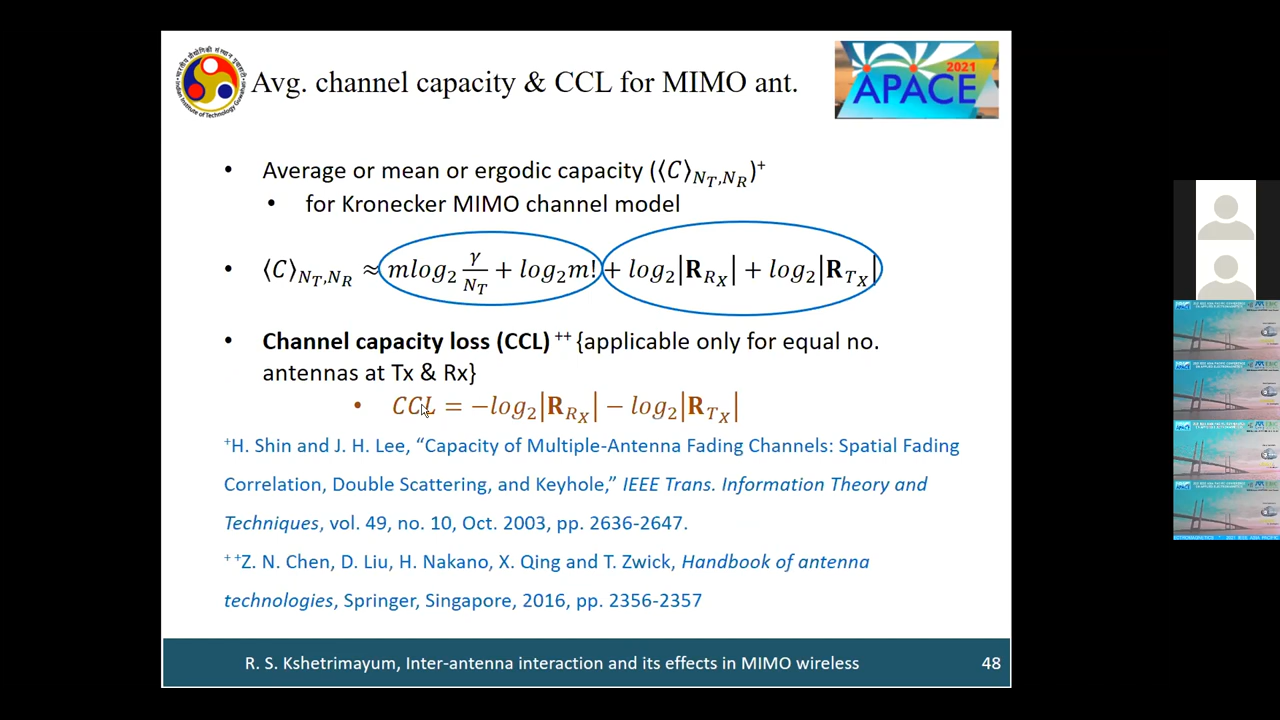 Avg. channel capacity & CCL for MIMO ant.
2021
APACE
• Average or mean or ergodic capacity (⟨C⟩_{N_T,N_R})⁺
• for Kronecker MIMO channel model
• ⟨C⟩_{N_T,N_R} ≈ mlog₂ γ/N_T + log₂m! + log₂|R_{R_X}| + log₂|R_{T_X}|
• Channel capacity loss (CCL) ⁺⁺ {applicable only for equal no.
antennas at Tx & Rx}
• CCL = −log₂|R_{R_X}| − log₂|R_{T_X}|
⁺H. Shin and J. H. Lee, “Capacity of Multiple-Antenna Fading Channels: Spatial Fading
Correlation, Double Scattering, and Keyhole,” IEEE Trans. Information Theory and
Techniques, vol. 49, no. 10, Oct. 2003, pp. 2636-2647.
⁺⁺Z. N. Chen, D. Liu, H. Nakano, X. Qing and T. Zwick, Handbook of antenna
technologies, Springer, Singapore, 2016, pp. 2356-2357
R. S. Kshetrimayum, Inter-antenna interaction and its effects in MIMO wireless
48